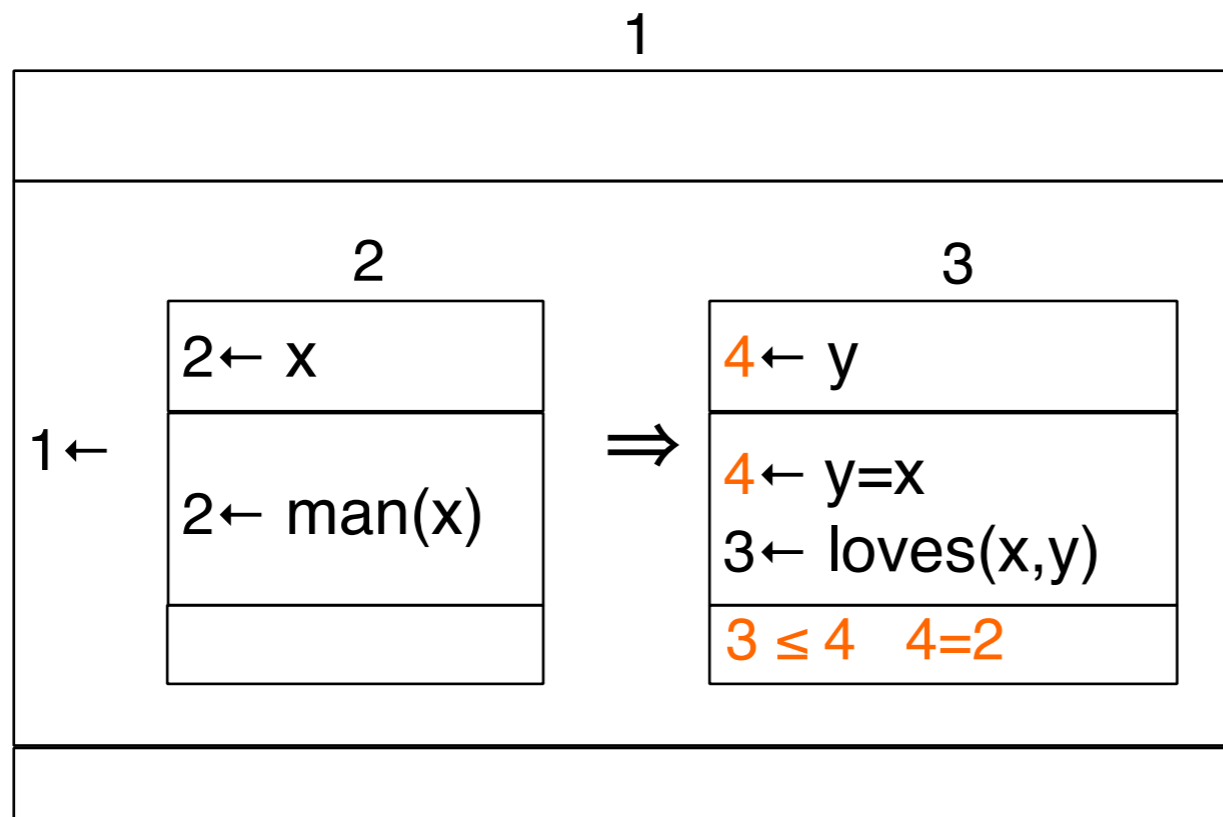 1
2
3
2← x
4← y
1←
⇒
2← man(x)
4← y=x
3← loves(x,y)
3 ≤ 4 4=2